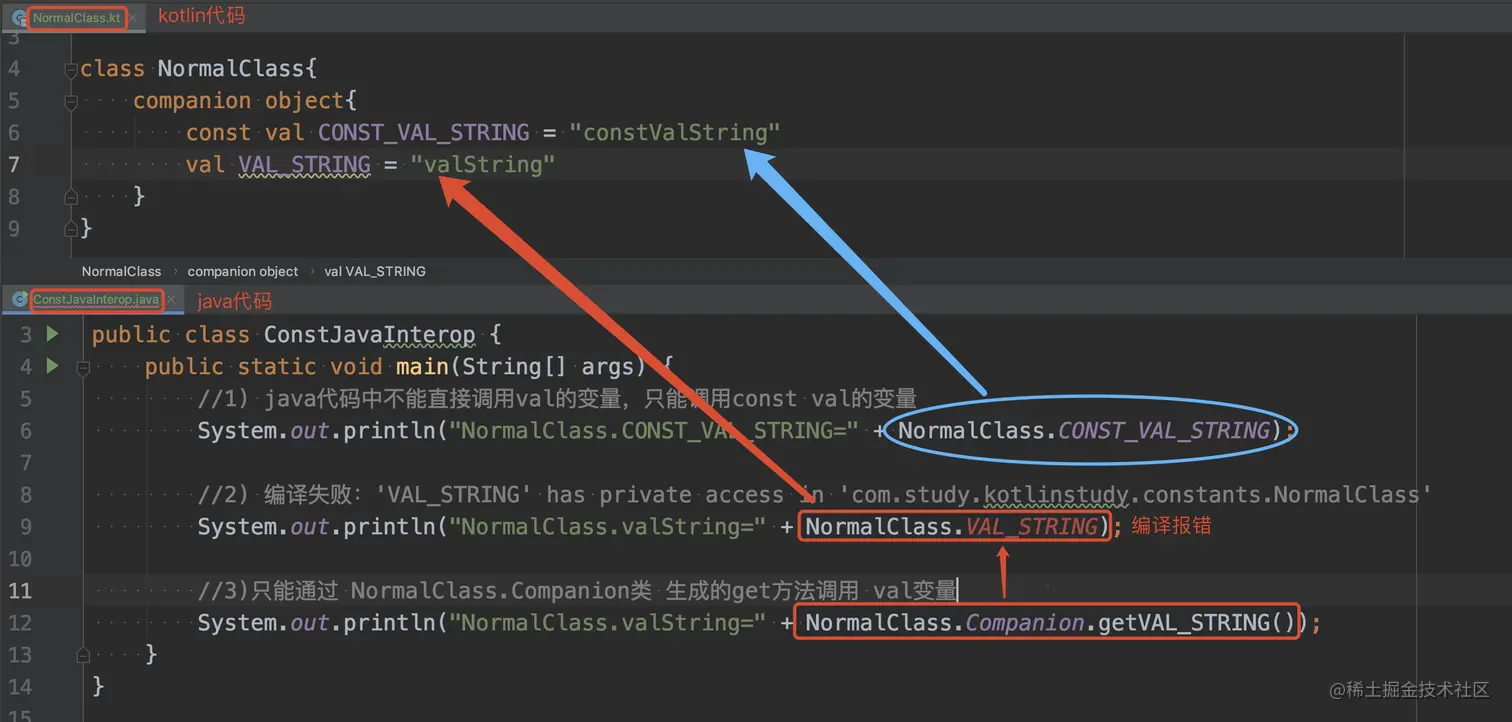 NormalClass.kt kotlin代码
3
4 class NormalClass{
5 companion object{
6 const val CONST_VAL_STRING = "constValString"
7 val VAL_STRING = "valString"
8 }
9 }
NormalClass › companion object › val VAL_STRING
ConstJavaInterop.java java代码
3 public class ConstJavaInterop {
4 public static void main(String[] args) {
5 //1) java代码中不能直接调用val的变量，只能调用const val的变量
6 System.out.println("NormalClass.CONST_VAL_STRING=" + NormalClass.CONST_VAL_STRING);
7
8 //2) 编译失败：'VAL_STRING' has private access in 'com.study.kotlinstudy.constants.NormalClass'
9 System.out.println("NormalClass.valString=" + NormalClass.VAL_STRING); 编译报错
10
11 //3)只能通过 NormalClass.Companion类 生成的get方法调用 val变量
12 System.out.println("NormalClass.valString=" + NormalClass.Companion.getVAL_STRING());
13 }
14 }
15
@稀土掘金技术社区